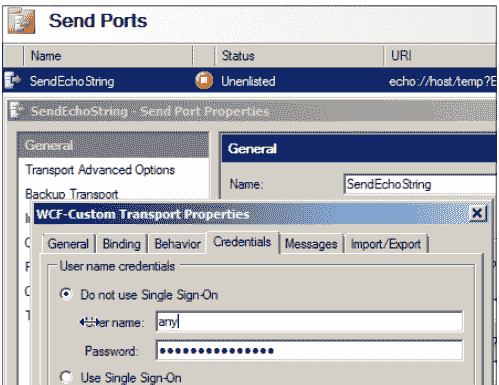 Send Ports
Name Status URI
SendEchoString Unenlisted echo://host/temp?E
SendEchoString - Send Port Properties
General
General
Transport Advanced Options
Name: SendEchoString
Backup Transport
WCF-Custom Transport Properties
General Binding Behavior Credentials Messages Import/Export
User name credentials
Do not use Single Sign-On
name: any
Password: •••••••••••••••
Use Single Sign-On